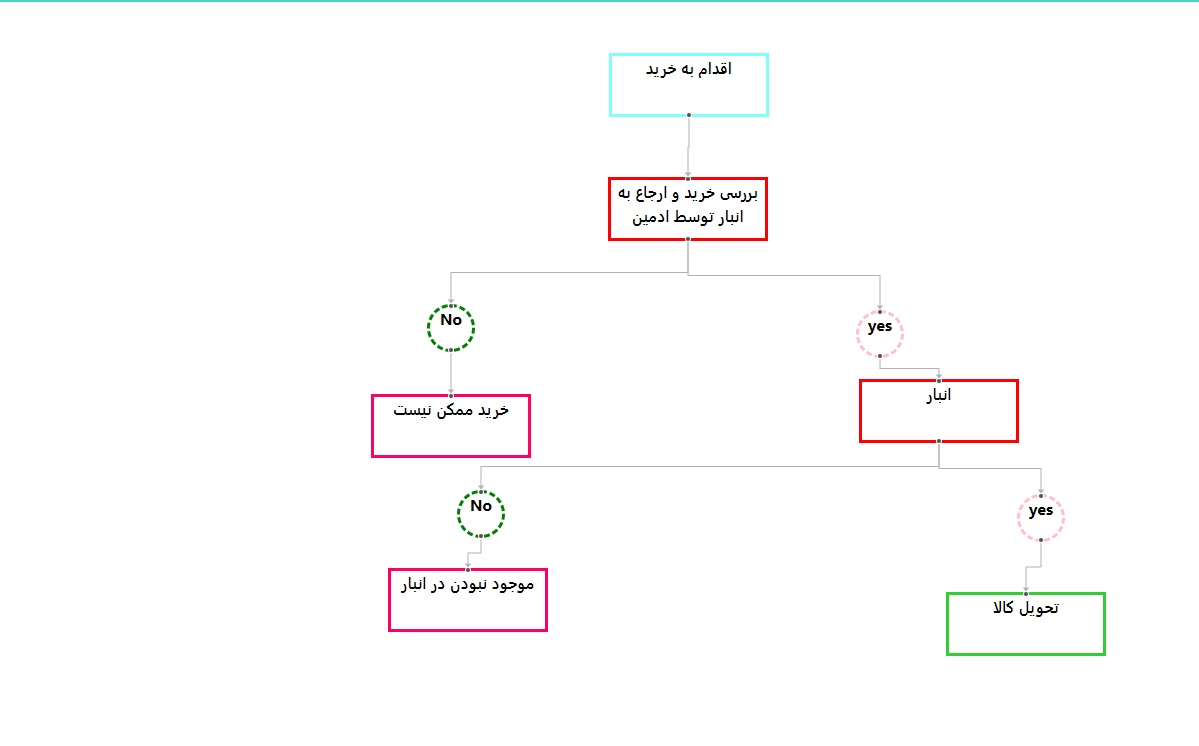 اقدام به خرید
بررسی خرید و ارجاع به
انبار توسط ادمین
No
yes
خرید ممکن نیست
انبار
No
yes
موجود نبودن در انبار
تحویل کالا